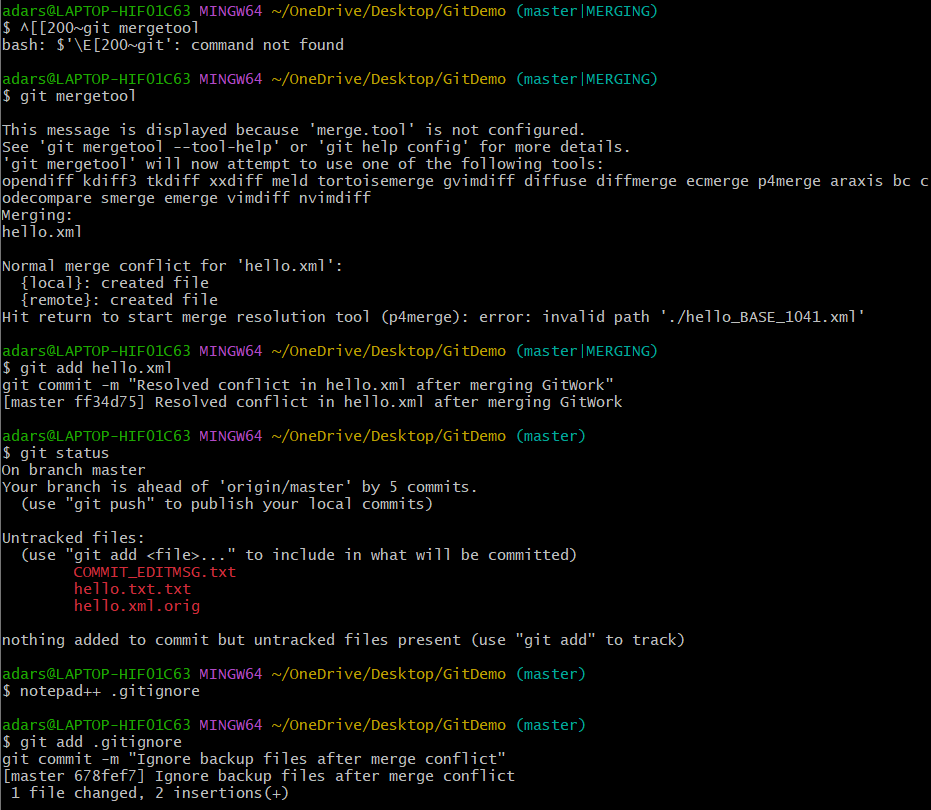 adars@LAPTOP-HIF01C63 MINGW64 ~/OneDrive/Desktop/GitDemo (master|MERGING)
$ ^[[200~git mergetool
bash: $'\E[200~git': command not found
adars@LAPTOP-HIF01C63 MINGW64 ~/OneDrive/Desktop/GitDemo (master|MERGING)
$ git mergetool
This message is displayed because 'merge.tool' is not configured.
See 'git mergetool --tool-help' or 'git help config' for more details.
'git mergetool' will now attempt to use one of the following tools:
opendiff kdiff3 tkdiff xxdiff meld tortoisemerge gvimdiff diffuse diffmerge ecmerge p4merge araxis bc c
odecompare smerge emerge vimdiff nvimdiff
Merging:
hello.xml
Normal merge conflict for 'hello.xml':
  {local}: created file
  {remote}: created file
Hit return to start merge resolution tool (p4merge): error: invalid path './hello_BASE_1041.xml'
adars@LAPTOP-HIF01C63 MINGW64 ~/OneDrive/Desktop/GitDemo (master|MERGING)
$ git add hello.xml
git commit -m "Resolved conflict in hello.xml after merging GitWork"
[master ff34d75] Resolved conflict in hello.xml after merging GitWork
adars@LAPTOP-HIF01C63 MINGW64 ~/OneDrive/Desktop/GitDemo (master)
$ git status
On branch master
Your branch is ahead of 'origin/master' by 5 commits.
  (use "git push" to publish your local commits)
Untracked files:
  (use "git add <file>..." to include in what will be committed)
        COMMIT_EDITMSG.txt
        hello.txt.txt
        hello.xml.orig
nothing added to commit but untracked files present (use "git add" to track)
adars@LAPTOP-HIF01C63 MINGW64 ~/OneDrive/Desktop/GitDemo (master)
$ notepad++ .gitignore
adars@LAPTOP-HIF01C63 MINGW64 ~/OneDrive/Desktop/GitDemo (master)
$ git add .gitignore
git commit -m "Ignore backup files after merge conflict"
[master 678fef7] Ignore backup files after merge conflict
 1 file changed, 2 insertions(+)